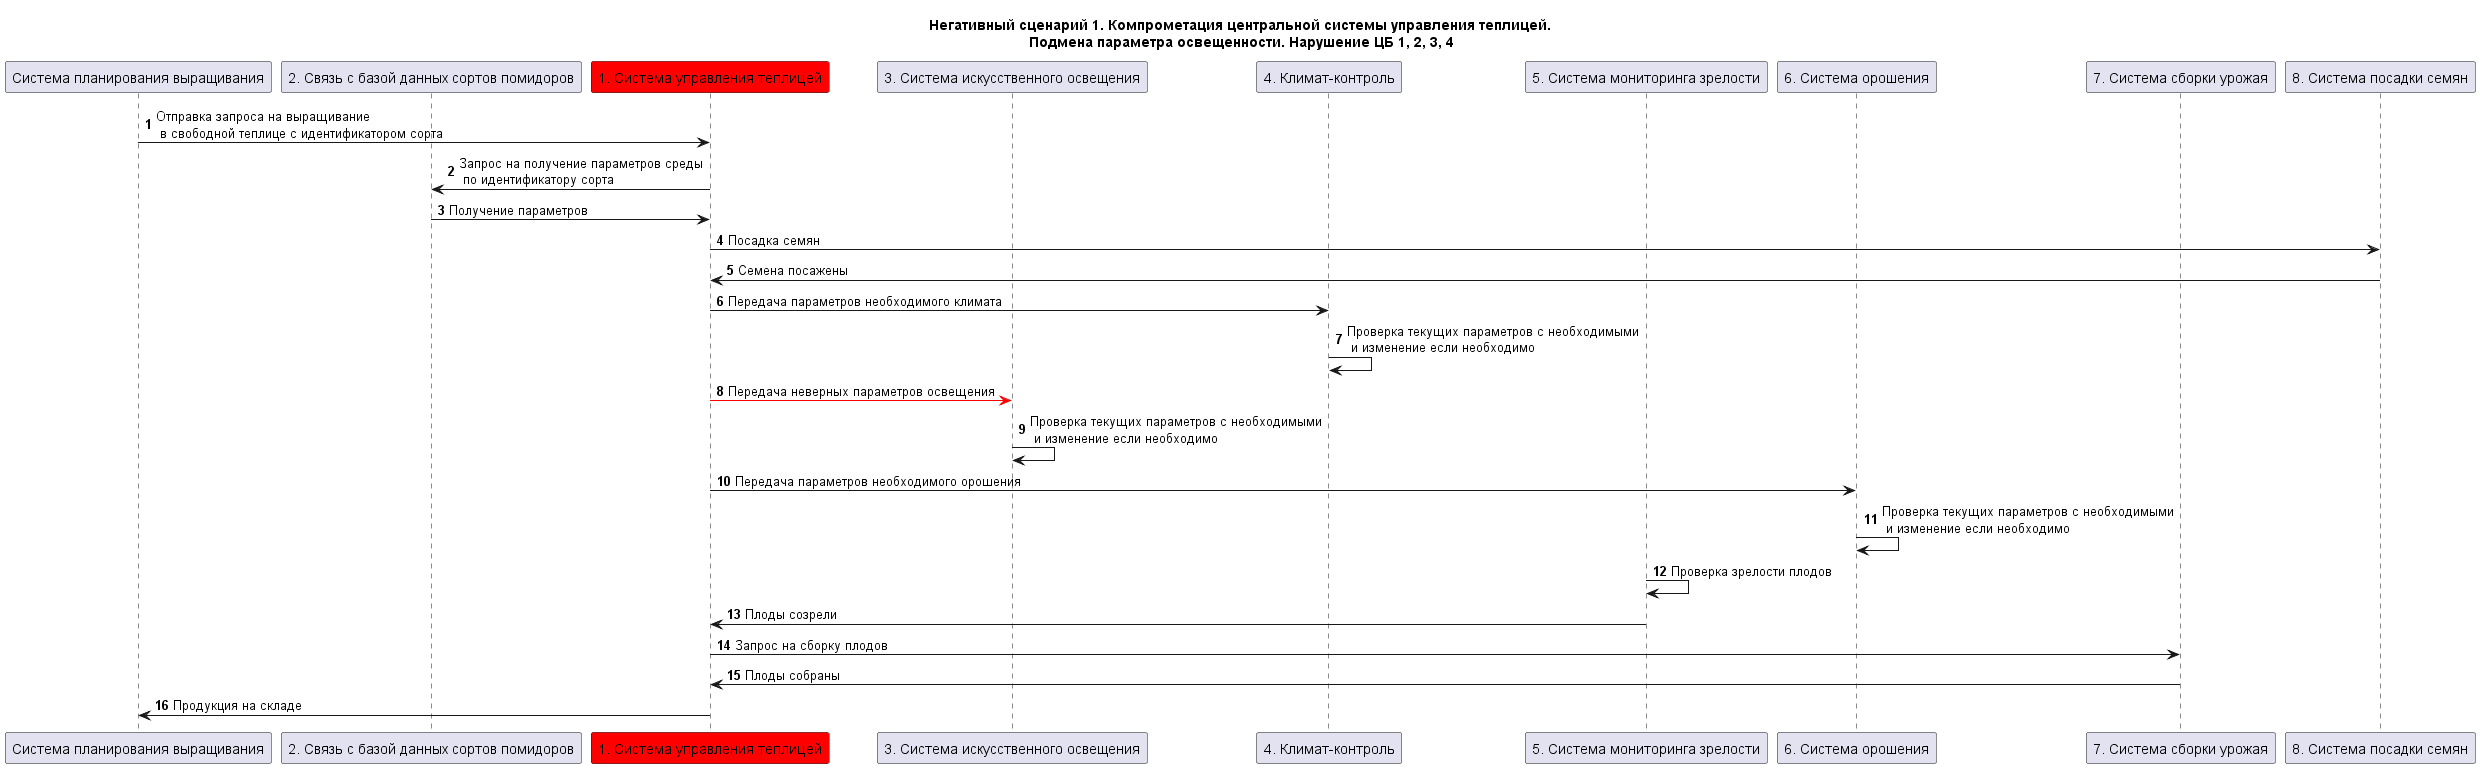 Негативный сценарий 1. Компрометация центральной системы управления теплицей.
Подмена параметра освещенности. Нарушение ЦБ 1, 2, 3, 4
Система планирования выращивания
2. Связь с базой данных сортов помидоров
1. Система управления теплицей
3. Система искусственного освещения
4. Климат-контроль
5. Система мониторинга зрелости
6. Система орошения
7. Система сборки урожая
8. Система посадки семян
1 Отправка запроса на выращивание
в свободной теплице с идентификатором сорта
2 Запрос на получение параметров среды
по идентификатору сорта
3 Получение параметров
4 Посадка семян
5 Семена посажены
6 Передача параметров необходимого климата
7 Проверка текущих параметров с необходимыми
и изменение если необходимо
8 Передача неверных параметров освещения
9 Проверка текущих параметров с необходимыми
и изменение если необходимо
10 Передача параметров необходимого орошения
11 Проверка текущих параметров с необходимыми
и изменение если необходимо
12 Проверка зрелости плодов
13 Плоды созрели
14 Запрос на сборку плодов
15 Плоды собраны
16 Продукция на складе
Система планирования выращивания
2. Связь с базой данных сортов помидоров
1. Система управления теплицей
3. Система искусственного освещения
4. Климат-контроль
5. Система мониторинга зрелости
6. Система орошения
7. Система сборки урожая
8. Система посадки семян